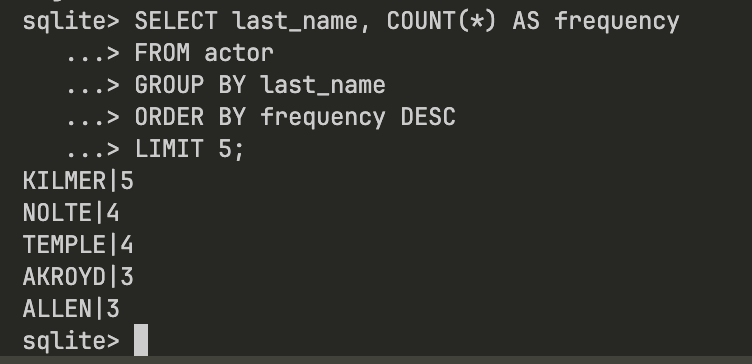 sqlite> SELECT last_name, COUNT(*) AS frequency
...> FROM actor
...> GROUP BY last_name
...> ORDER BY frequency DESC
...> LIMIT 5;
KILMER|5
NOLTE|4
TEMPLE|4
AKROYD|3
ALLEN|3
sqlite>